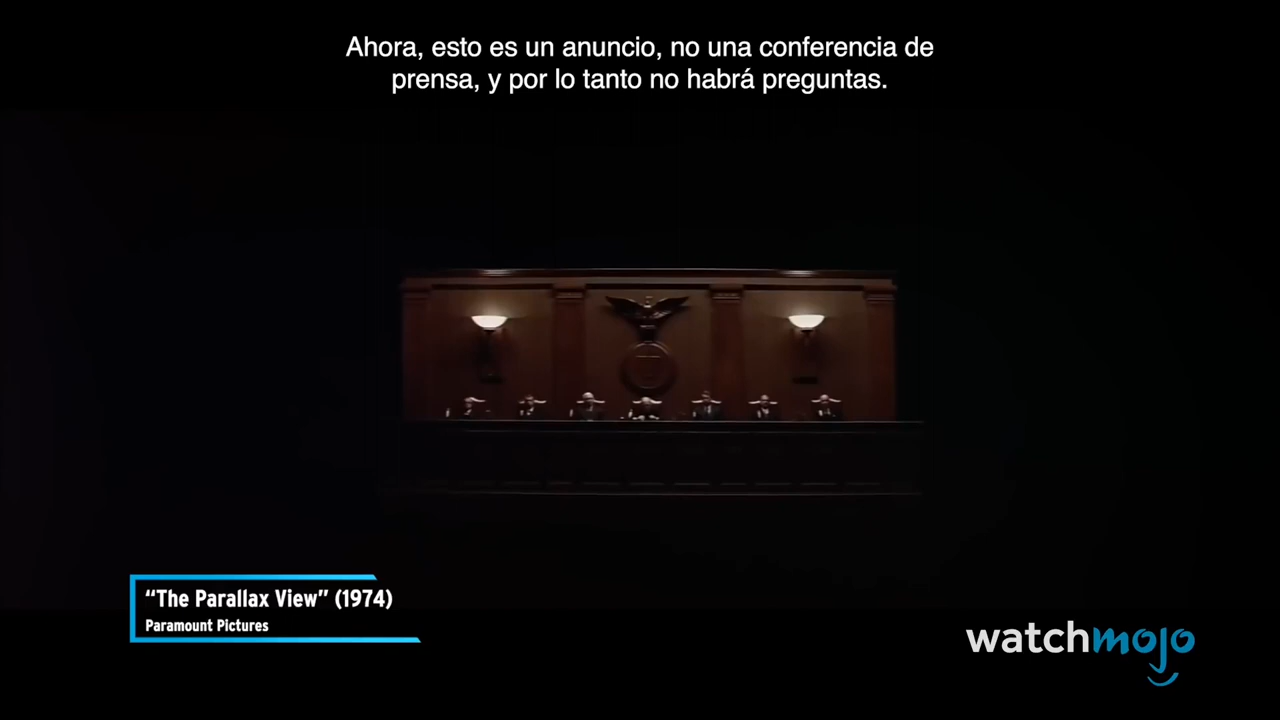 Ahora, esto es un anuncio, no una conferencia de
prensa, y por lo tanto no habrá preguntas.
“The Parallax View” (1974)
Paramount Pictures
watchmojo